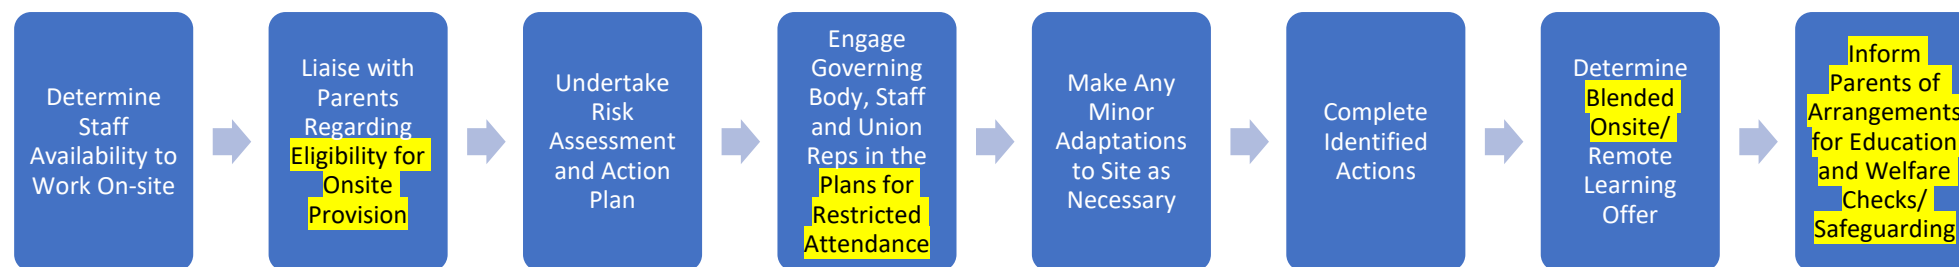 Determine
Staff
Availability to
Work On-site
Liaise with
Parents
Regarding
Eligibility for
Onsite
Provision
Undertake
Risk
Assessment
and Action
Plan
Engage
Governing
Body, Staff
and Union
Reps in the
Plans for
Restricted
Attendance
Make Any
Minor
Adaptations
to Site as
Necessary
Complete
Identified
Actions
Determine
Blended
Onsite/
Remote
Learning
Offer
Inform
Parents of
Arrangements
for Education
and Welfare
Checks/
Safeguarding